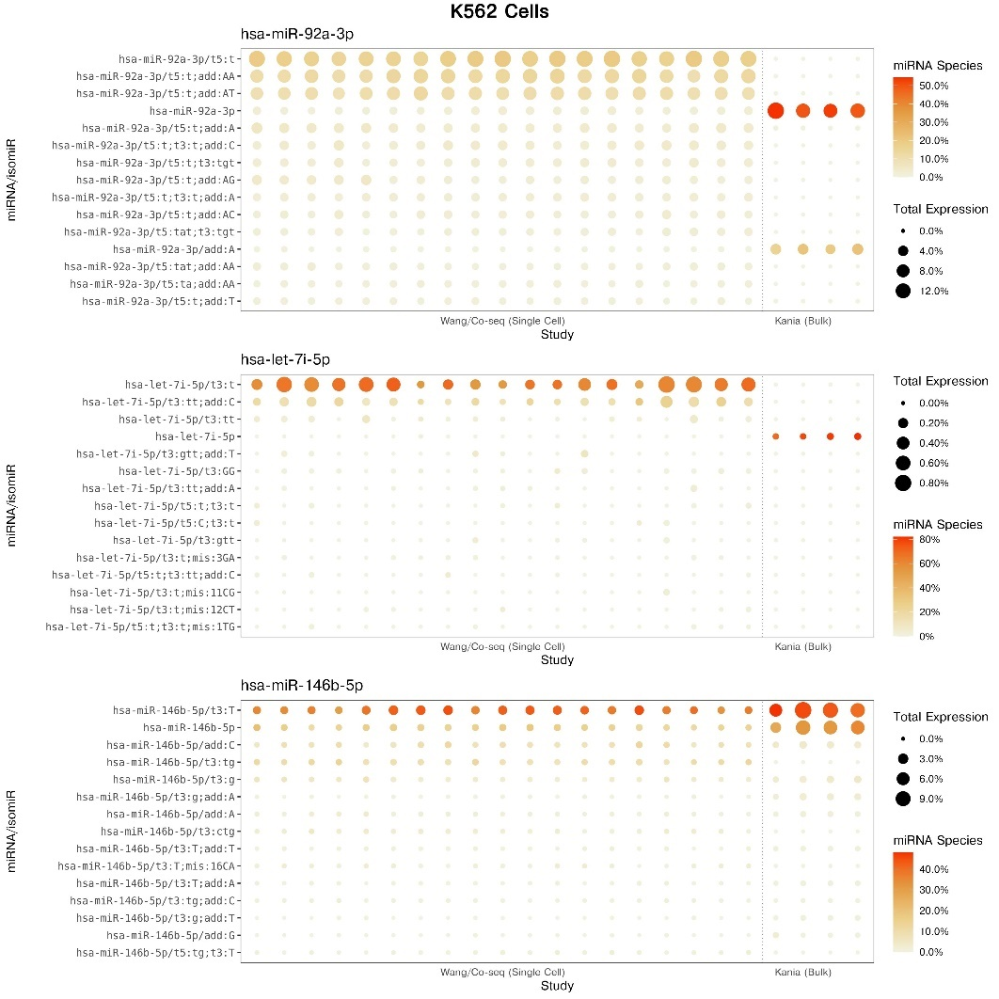 K562 Cells
hsa-miR-92a-3p
miRNA/isomiR
hsa-miR-92a-3p/t5:t
hsa-miR-92a-3p/t5:t;add:AA
hsa-miR-92a-3p/t5:t;add:AT
hsa-miR-92a-3p
hsa-miR-92a-3p/t5:t;add:A
hsa-miR-92a-3p/t5:t;t3:t;add:C
hsa-miR-92a-3p/t5:t;t3:tgt
hsa-miR-92a-3p/t5:t;add:AG
hsa-miR-92a-3p/t5:t;t3:t;add:A
hsa-miR-92a-3p/t5:t;add:AC
hsa-miR-92a-3p/t5:tat;t3:tgt
hsa-miR-92a-3p/add:A
hsa-miR-92a-3p/t5:tat;add:AA
hsa-miR-92a-3p/t5:ta;add:AA
hsa-miR-92a-3p/t5:t;add:T
Wang/Co-seq (Single Cell) Kania (Bulk)
Study
miRNA Species
50.0%
40.0%
30.0%
20.0%
10.0%
0.0%
Total Expression
0.0%
4.0%
8.0%
12.0%
hsa-let-7i-5p
miRNA/isomiR
hsa-let-7i-5p/t3:t
hsa-let-7i-5p/t3:tt;add:C
hsa-let-7i-5p/t3:tt
hsa-let-7i-5p
hsa-let-7i-5p/t3:gtt;add:T
hsa-let-7i-5p/t3:GG
hsa-let-7i-5p/t3:tt;add:A
hsa-let-7i-5p/t5:t;t3:t
hsa-let-7i-5p/t5:C;t3:t
hsa-let-7i-5p/t3:gtt
hsa-let-7i-5p/t3:t;mis:3GA
hsa-let-7i-5p/t5:t;t3:tt;add:C
hsa-let-7i-5p/t3:t;mis:11CG
hsa-let-7i-5p/t3:t;mis:12CT
hsa-let-7i-5p/t5:t;t3:t;mis:1TG
Wang/Co-seq (Single Cell) Kania (Bulk)
Study
Total Expression
0.00%
0.20%
0.40%
0.60%
0.80%
miRNA Species
80%
60%
40%
20%
0%
hsa-miR-146b-5p
miRNA/isomiR
hsa-miR-146b-5p/t3:T
hsa-miR-146b-5p
hsa-miR-146b-5p/add:C
hsa-miR-146b-5p/t3:tg
hsa-miR-146b-5p/t3:g
hsa-miR-146b-5p/t3:g;add:A
hsa-miR-146b-5p/add:A
hsa-miR-146b-5p/t3:ctg
hsa-miR-146b-5p/t3:T;add:T
hsa-miR-146b-5p/t3:T;mis:16CA
hsa-miR-146b-5p/t3:T;add:A
hsa-miR-146b-5p/t3:tg;add:C
hsa-miR-146b-5p/t3:g;add:T
hsa-miR-146b-5p/add:G
hsa-miR-146b-5p/t5:tg;t3:T
Wang/Co-seq (Single Cell) Kania (Bulk)
Study
Total Expression
0.0%
3.0%
6.0%
9.0%
miRNA Species
40.0%
30.0%
20.0%
10.0%
0.0%